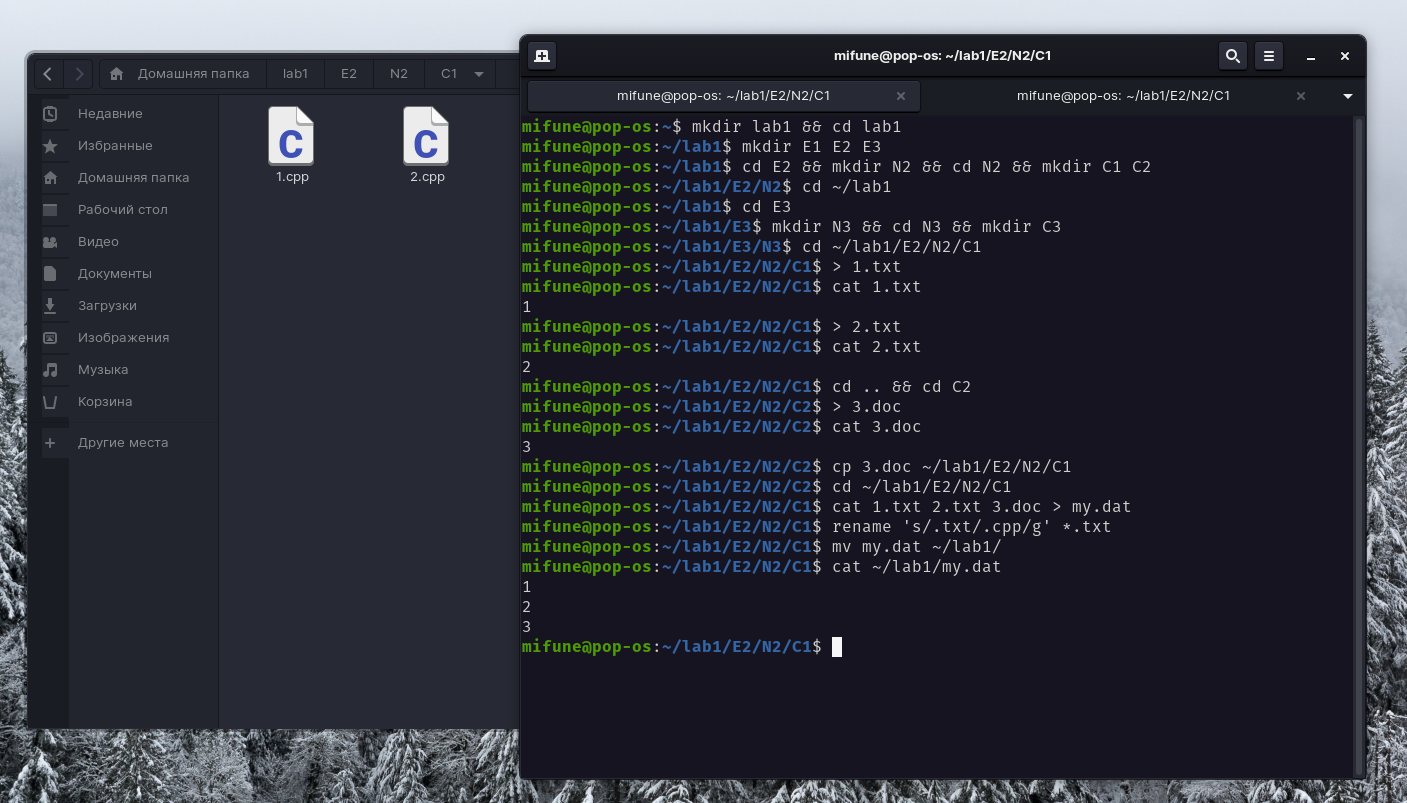 Домашняя папка lab1 E2 N2 C1
Недавние
Избранные
Домашняя папка
Рабочий стол
Видео
Документы
Загрузки
Изображения
Музыка
Корзина
Другие места
C
1.cpp
C
2.cpp
mifune@pop-os: ~/lab1/E2/N2/C1
mifune@pop-os: ~/lab1/E2/N2/C1 mifune@pop-os: ~/lab1/E2/N2/C1
mifune@pop-os:~$ mkdir lab1 && cd lab1
mifune@pop-os:~/lab1$ mkdir E1 E2 E3
mifune@pop-os:~/lab1$ cd E2 && mkdir N2 && cd N2 && mkdir C1 C2
mifune@pop-os:~/lab1/E2/N2$ cd ~/lab1
mifune@pop-os:~/lab1$ cd E3
mifune@pop-os:~/lab1/E3$ mkdir N3 && cd N3 && mkdir C3
mifune@pop-os:~/lab1/E3/N3$ cd ~/lab1/E2/N2/C1
mifune@pop-os:~/lab1/E2/N2/C1$ > 1.txt
mifune@pop-os:~/lab1/E2/N2/C1$ cat 1.txt
1
mifune@pop-os:~/lab1/E2/N2/C1$ > 2.txt
mifune@pop-os:~/lab1/E2/N2/C1$ cat 2.txt
2
mifune@pop-os:~/lab1/E2/N2/C1$ cd .. && cd C2
mifune@pop-os:~/lab1/E2/N2/C2$ > 3.doc
mifune@pop-os:~/lab1/E2/N2/C2$ cat 3.doc
3
mifune@pop-os:~/lab1/E2/N2/C2$ cp 3.doc ~/lab1/E2/N2/C1
mifune@pop-os:~/lab1/E2/N2/C2$ cd ~/lab1/E2/N2/C1
mifune@pop-os:~/lab1/E2/N2/C1$ cat 1.txt 2.txt 3.doc > my.dat
mifune@pop-os:~/lab1/E2/N2/C1$ rename 's/.txt/.cpp/g' *.txt
mifune@pop-os:~/lab1/E2/N2/C1$ mv my.dat ~/lab1/
mifune@pop-os:~/lab1/E2/N2/C1$ cat ~/lab1/my.dat
1
2
3
mifune@pop-os:~/lab1/E2/N2/C1$